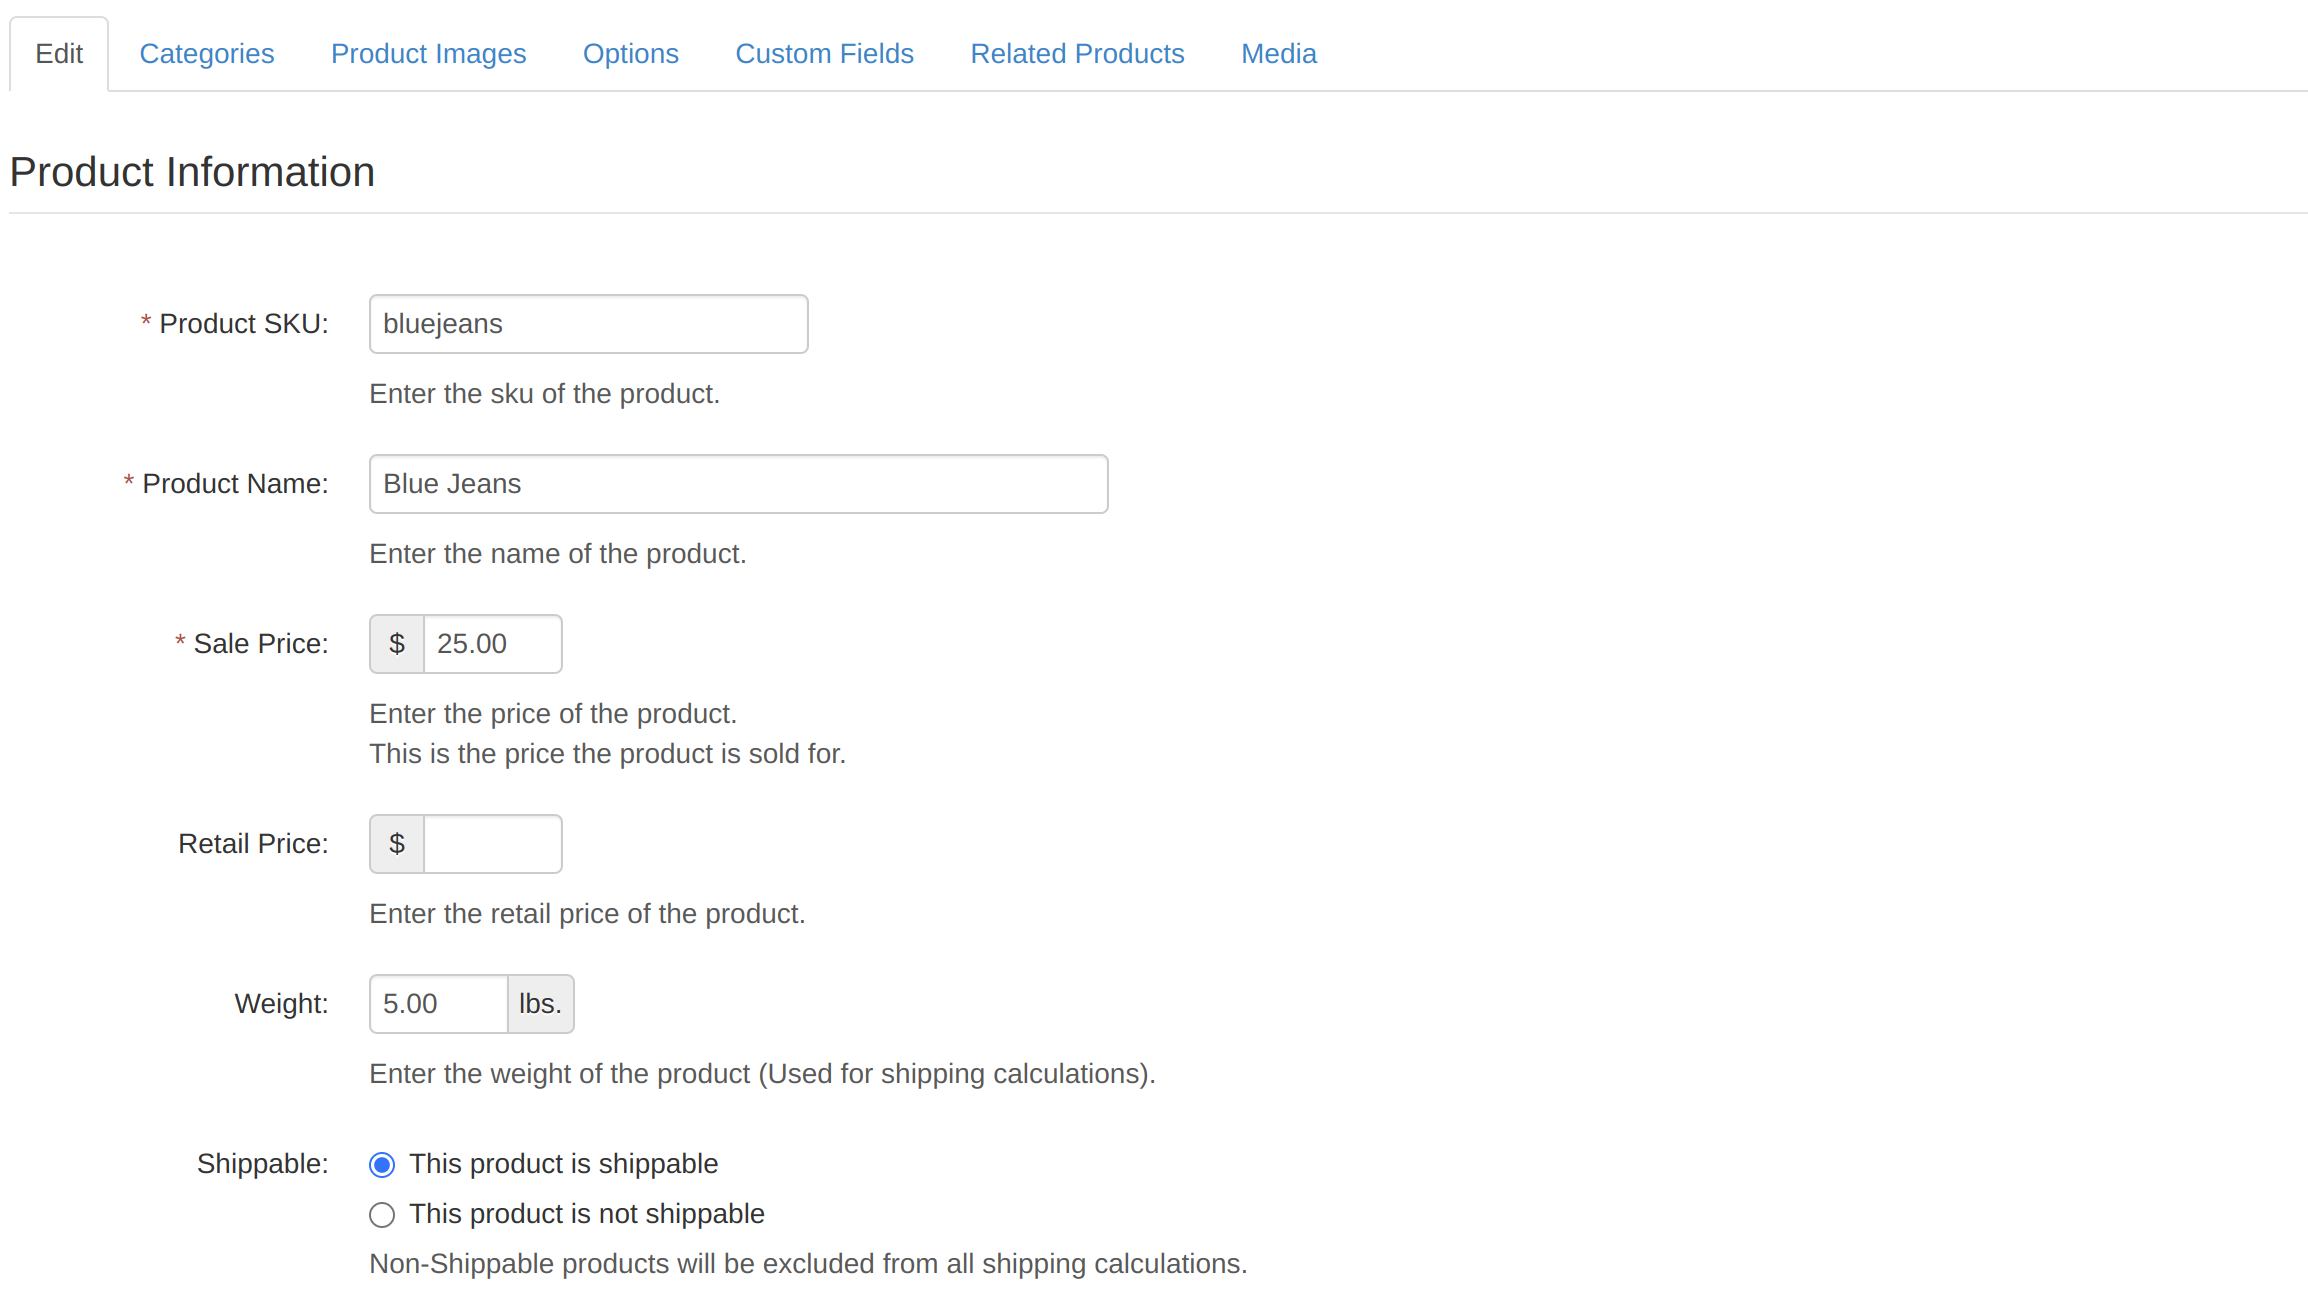 Edit Categories Product Images Options Custom Fields Related Products Media
Product Information
* Product SKU: bluejeans
Enter the sku of the product.
* Product Name: Blue Jeans
Enter the name of the product.
* Sale Price: $ 25.00
Enter the price of the product.
This is the price the product is sold for.
Retail Price: $
Enter the retail price of the product.
Weight: 5.00 lbs.
Enter the weight of the product (Used for shipping calculations).
Shippable: This product is shippable
This product is not shippable
Non-Shippable products will be excluded from all shipping calculations.